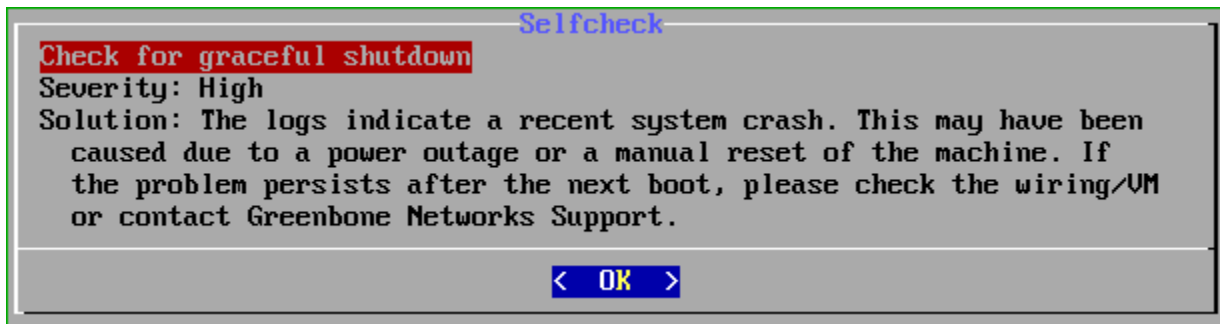 Selfcheck
Check for graceful shutdown
Severity: High
Solution: The logs indicate a recent system crash. This may have been
caused due to a power outage or a manual reset of the machine. If
the problem persists after the next boot, please check the wiring/VM
or contact Greenbone Networks Support.
< OK >